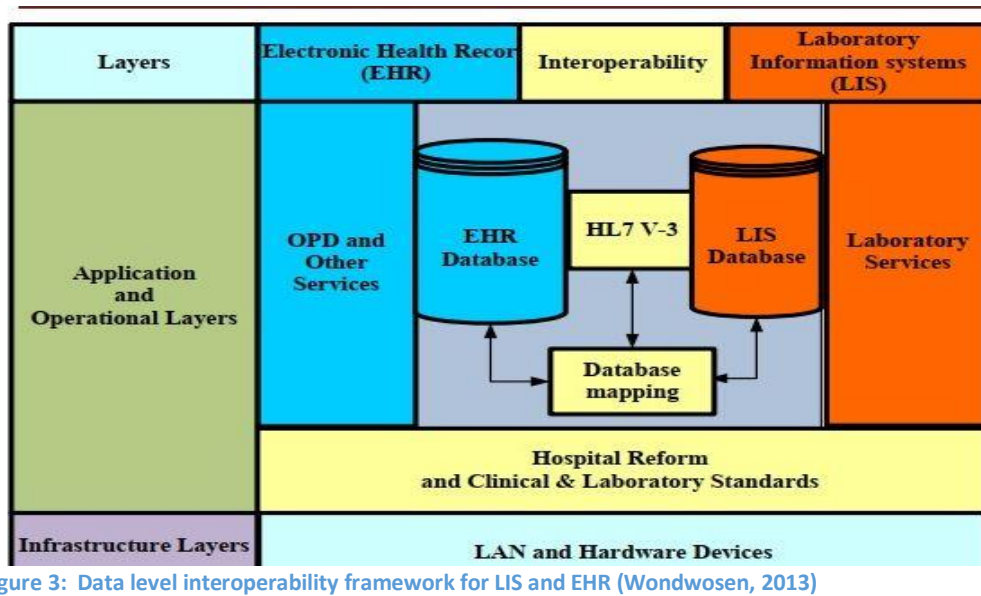 Layers
Electronic Health Recor
(EHR)
Interoperability
Laboratory
Information systems
(LIS)
Application
and
Operational Layers
OPD and
Other
Services
EHR
Database
HL7 V-3
LIS
Database
Laboratory
Services
Database
mapping
Hospital Reform
and Clinical & Laboratory Standards
Infrastructure Layers
LAN and Hardware Devices
gure 3: Data level interoperability framework for LIS and EHR (Wondwosen, 2013)